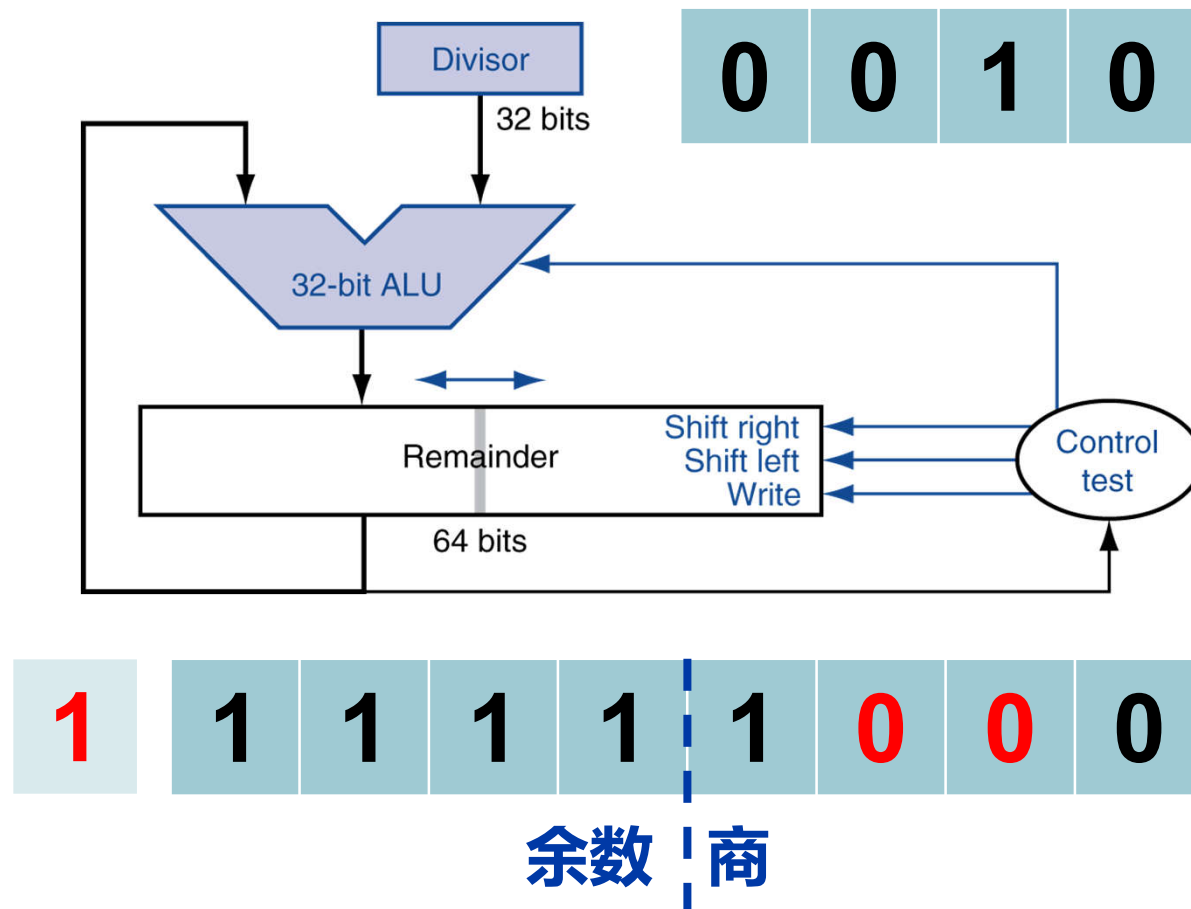 Divisor
0 0 1 0
32 bits
32-bit ALU
Remainder
Shift right
Shift left
Write
Control
test
64 bits
1 1 1 1 1 1 0 0 0
余数 商